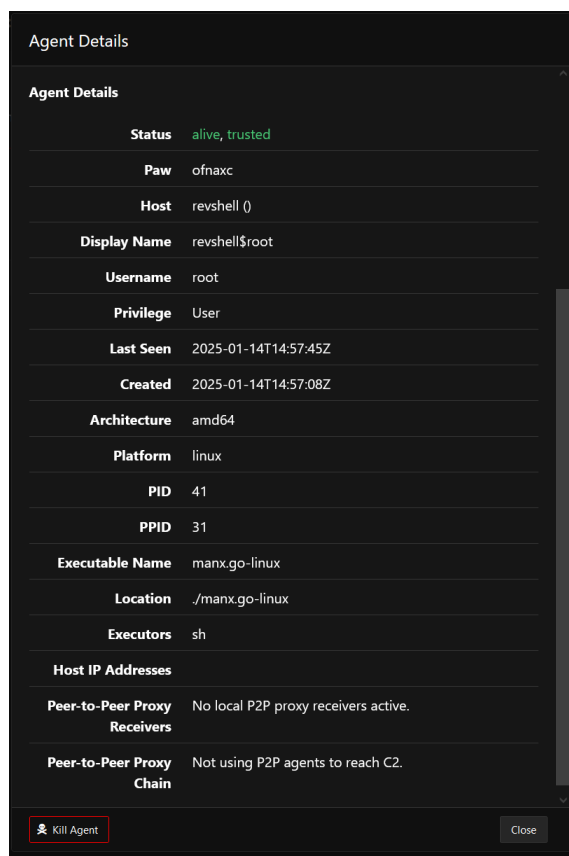 Agent Details
Agent Details
Status alive, trusted
Paw ofnaxc
Host revshell ()
Display Name revshell$root
Username root
Privilege User
Last Seen 2025-01-14T14:57:45Z
Created 2025-01-14T14:57:08Z
Architecture amd64
Platform linux
PID 41
PPID 31
Executable Name manx.go-linux
Location ./manx.go-linux
Executors sh
Host IP Addresses
Peer-to-Peer Proxy No local P2P proxy receivers active.
Receivers
Peer-to-Peer Proxy Not using P2P agents to reach C2.
Chain
Kill Agent Close